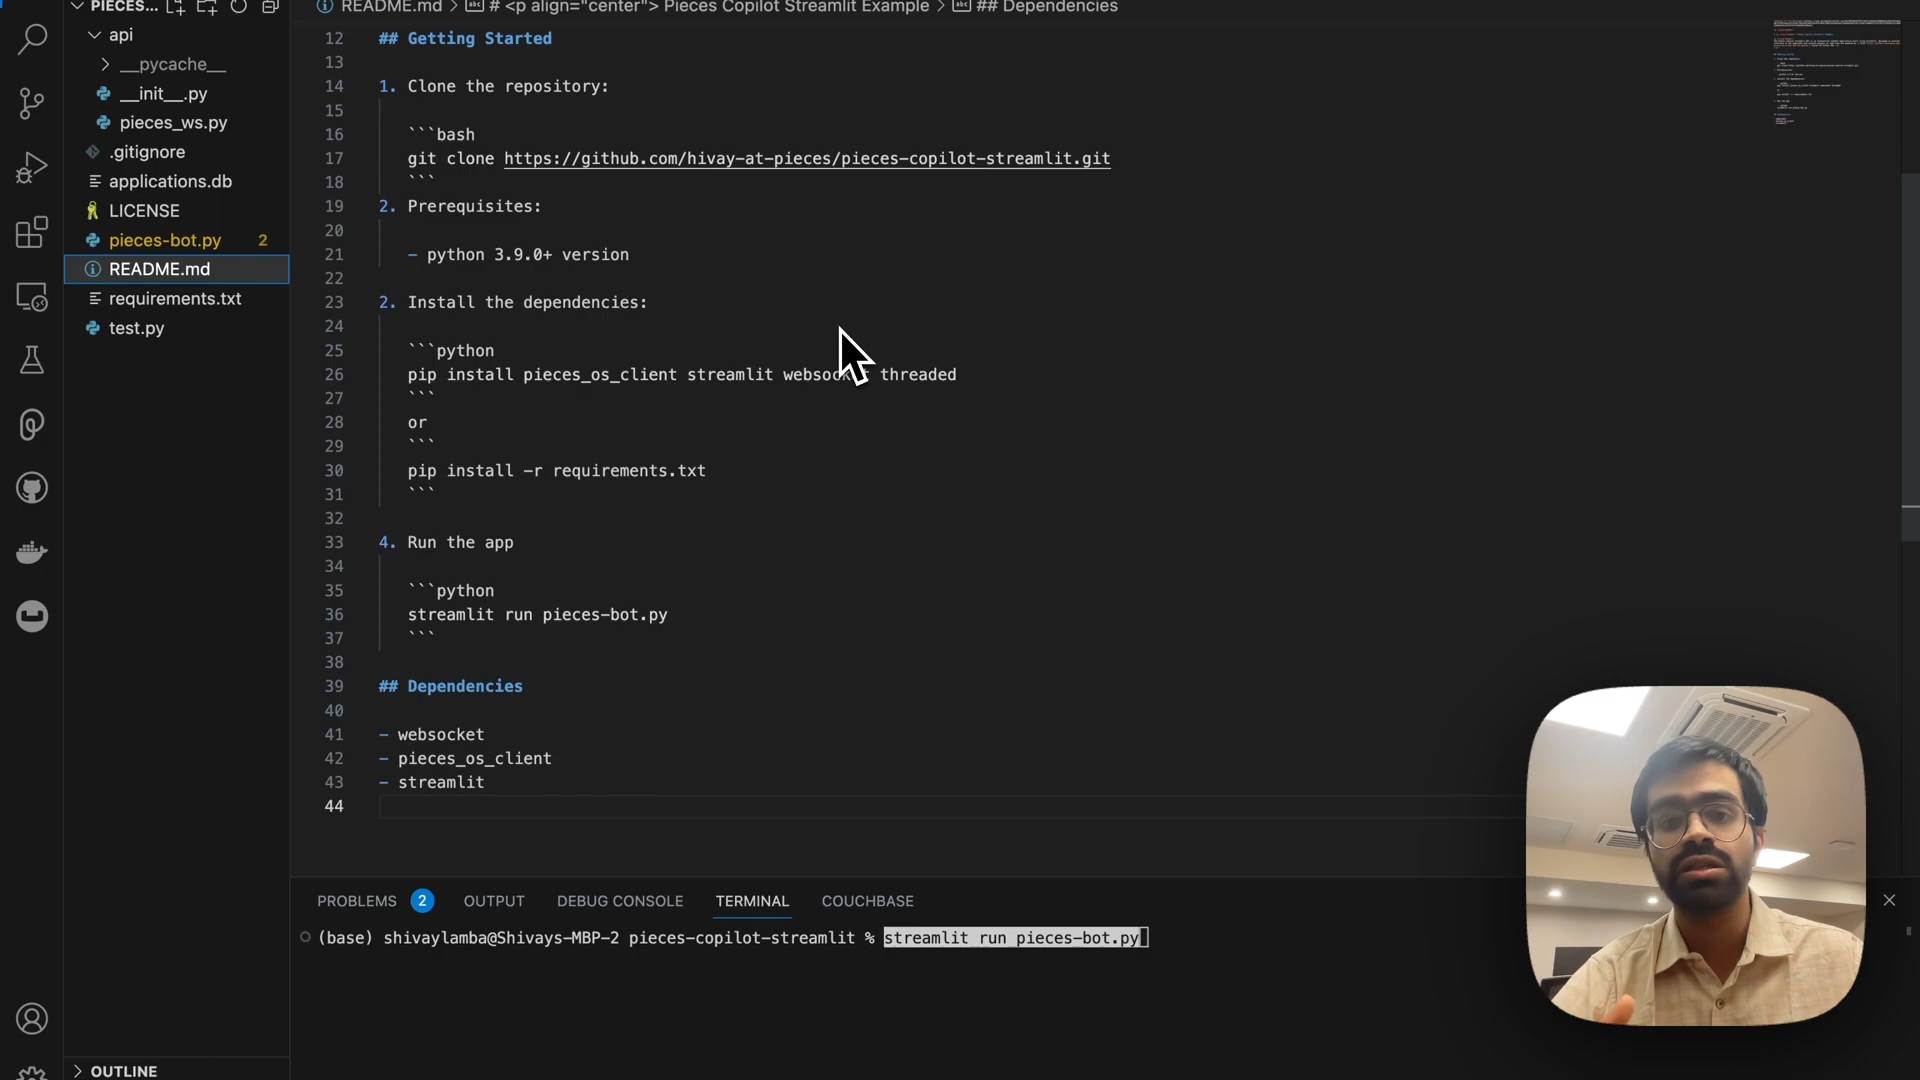 PIECES...
api
__pycache__
__init__.py
pieces_ws.py
.gitignore
applications.db
LICENSE
pieces-bot.py 2
README.md
requirements.txt
test.py
OUTLINE
README.md > # <p align="center"> Pieces Copilot Streamlit Example > ## Dependencies
12 ## Getting Started
13
14 1. Clone the repository:
15
16 ```bash
17 git clone https://github.com/hivay-at-pieces/pieces-copilot-streamlit.git
18 ```
19 2. Prerequisites:
20
21 - python 3.9.0+ version
22
23 2. Install the dependencies:
24
25 ```python
26 pip install pieces_os_client streamlit websocket threaded
27 ```
28 or
29 ```
30 pip install -r requirements.txt
31 ```
32
33 4. Run the app
34
35 ```python
36 streamlit run pieces-bot.py
37 ```
38
39 ## Dependencies
40
41 - websocket
42 - pieces_os_client
43 - streamlit
44
PROBLEMS 2 OUTPUT DEBUG CONSOLE TERMINAL COUCHBASE
(base) shivaylamba@Shivays-MBP-2 pieces-copilot-streamlit % streamlit run pieces-bot.py